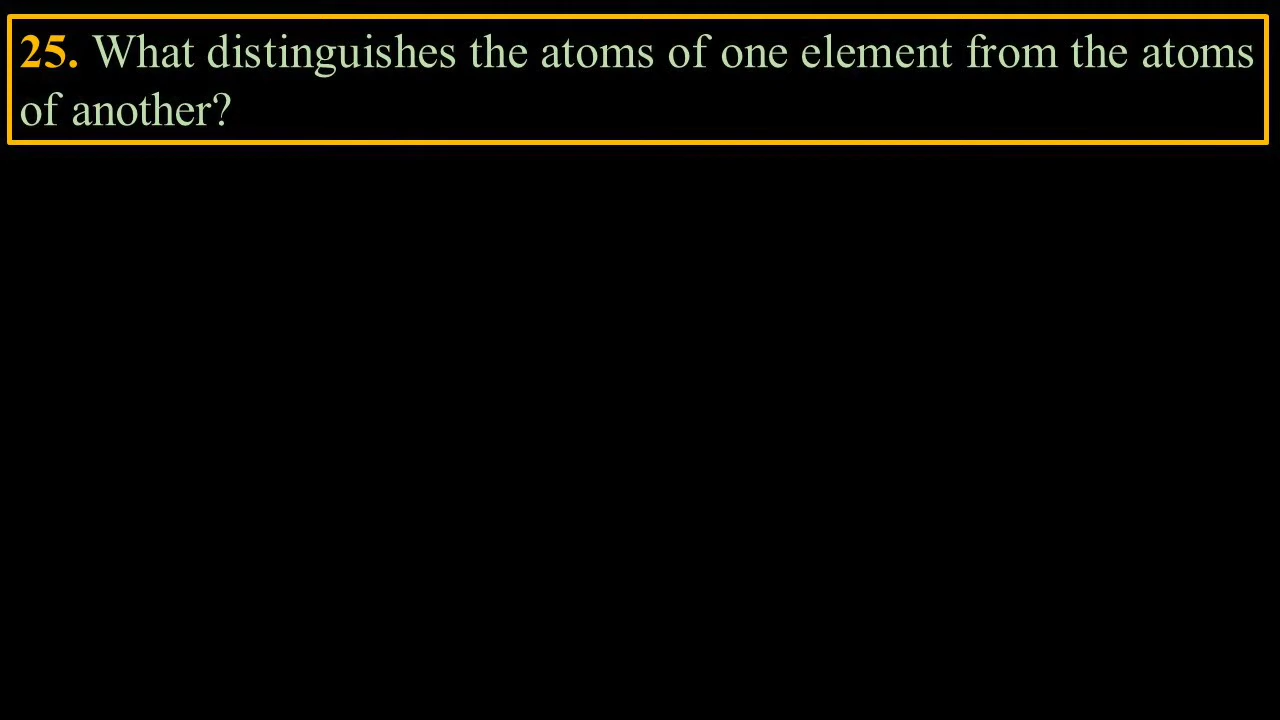 25. What distinguishes the atoms of one element from the atoms
of another?